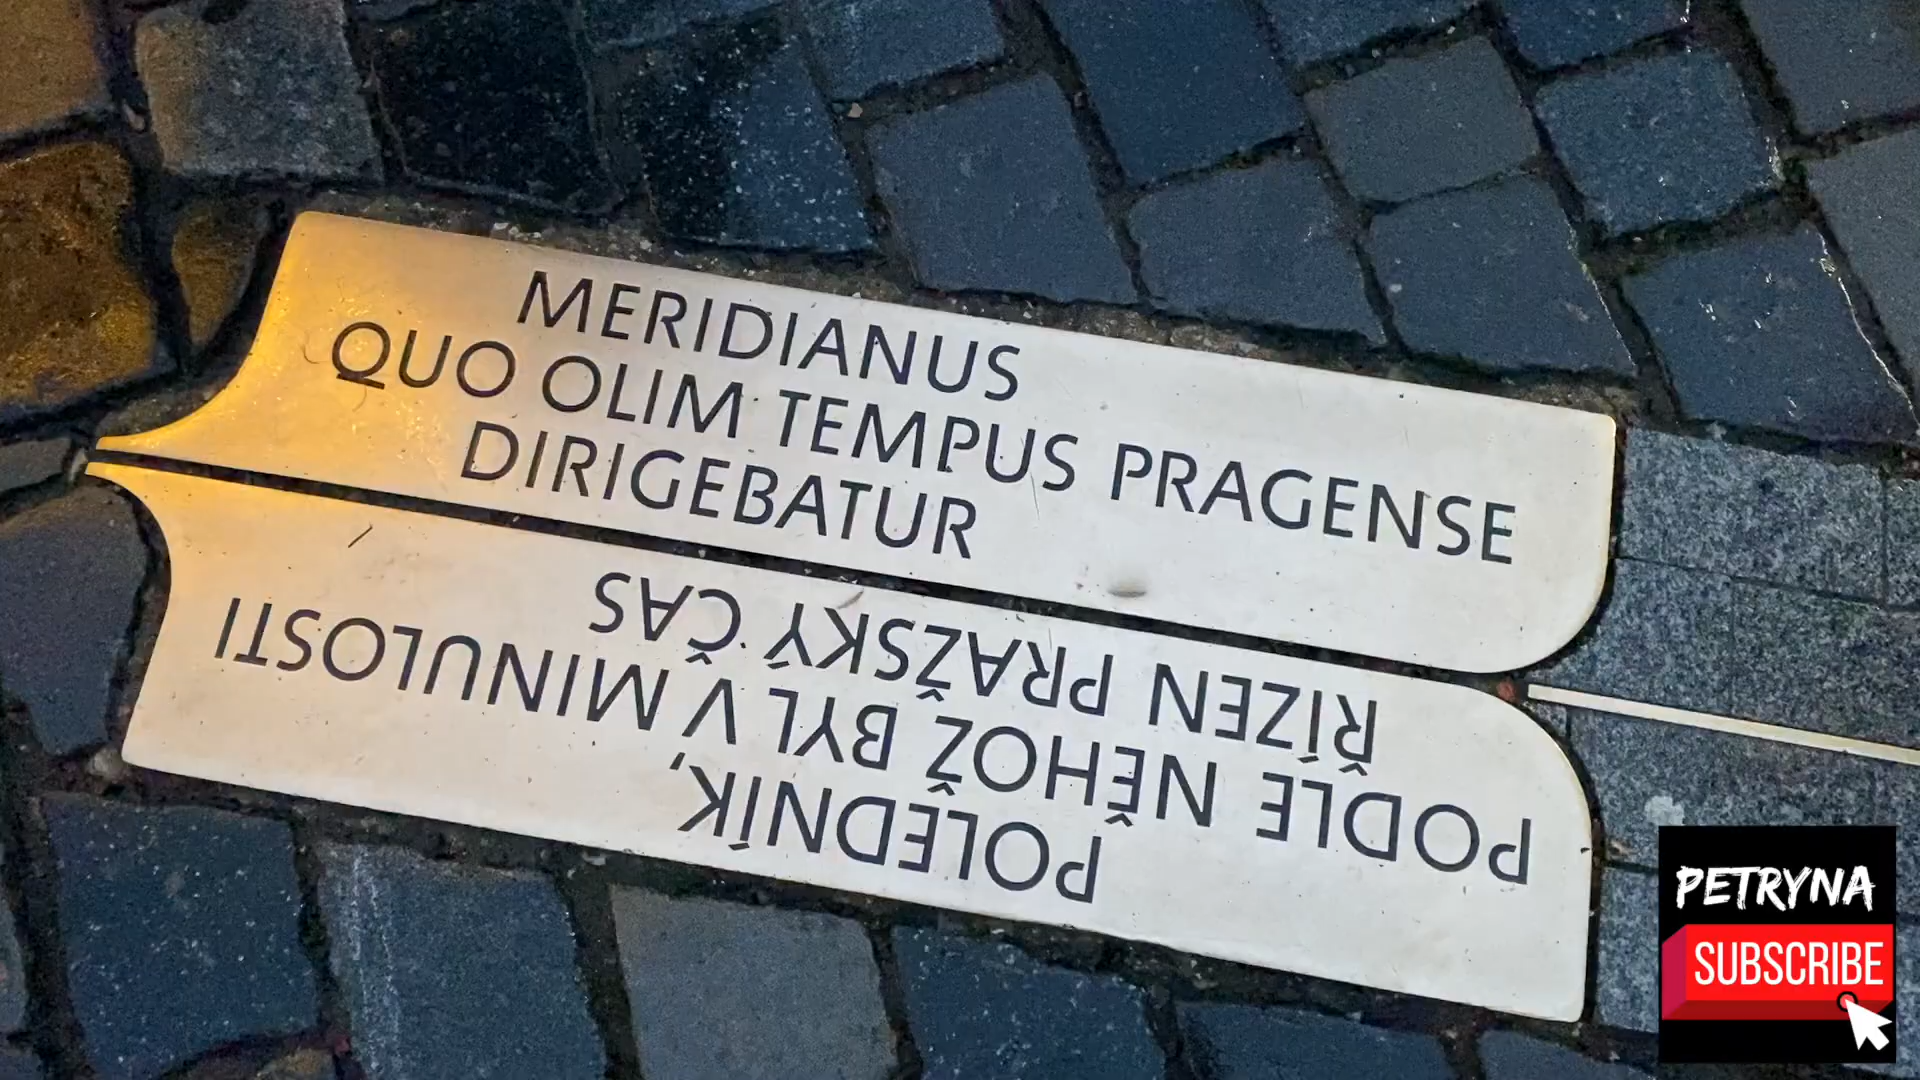 MERIDIANUS
QUO OLIM TEMPUS PRAGENSE
DIRIGEBATUR
POLEDNÍK,
PODLE NĚHOŽ BYL V MINULOSTI
ŘÍZEN PRAŽSKÝ ČAS
PETRYNA
SUBSCRIBE